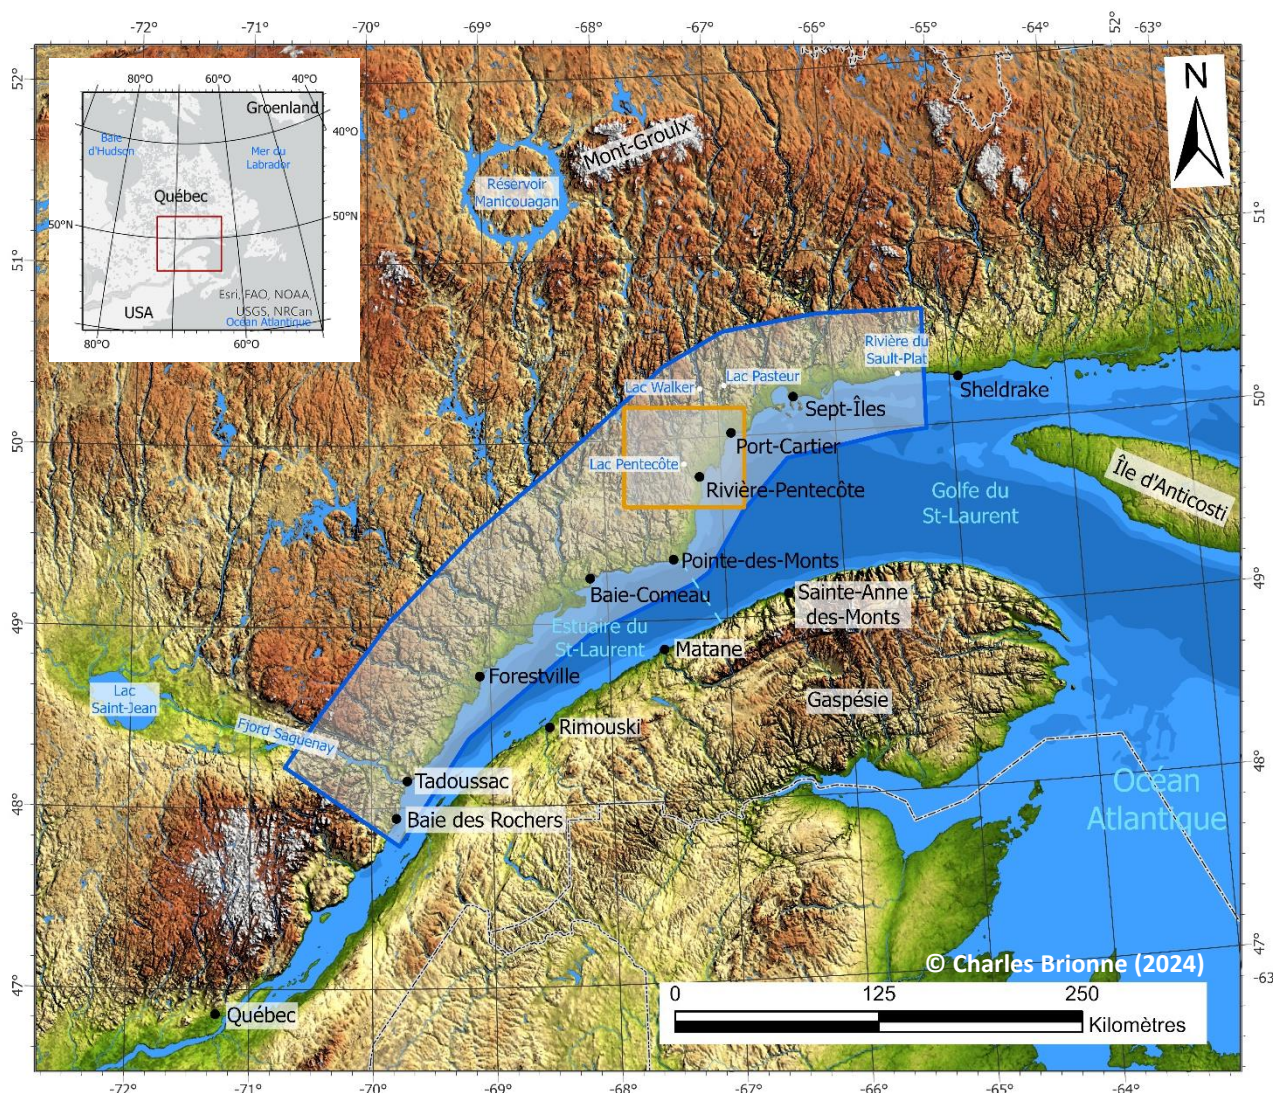 -72°
-71°
-70°
-69°
-68°
-67°
-66°
-65°
-64°
52°
-63°
52°
51°
50°
49°
48°
47°
51°
50°
49°
48°
47°
-63
-72°
-71°
-70°
-69°
-68°
-67°
-66°
-65°
-64°
80°O
60°O
40°O
Groenland
40°O
Baie
d'Hudson
Mer du
Labrador
Québec
50°N
50°N
Esri, FAO, NOAA,
USGS, NRCan
USA
Océan Atlantique
80°O
60°O
N
Mont-Groulx
Réservoir
Manicouagan
Rivière du
Sault-Plat
Lac Pasteur
Lac Walker
Sheldrake
Sept-Îles
Port-Cartier
Lac Pentecôte
Rivière-Pentecôte
Île d'Anticosti
Golfe du
St-Laurent
Pointe-des-Monts
Baie-Comeau
Sainte-Anne
des-Monts
Estuaire du
St-Laurent
Matane
Forestville
Gaspésie
Lac
Saint-Jean
Fjord Saguenay
Rimouski
Tadoussac
Baie des Rochers
Océan
Atlantique
Québec
© Charles Brionne (2024)
0
125
250
Kilomètres